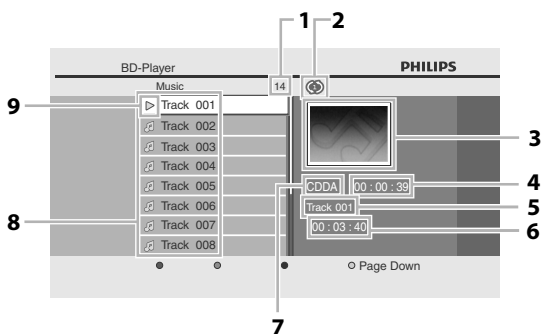 1 2
BD-Player PHILIPS
Music 14
9 Track 001
Track 002
3
Track 003
Track 004
4
CDDA 00 : 00 : 39
Track 005
5
Track 001
Track 006
8 Track 007 00 : 03 : 40 6
Track 008
Page Down
7